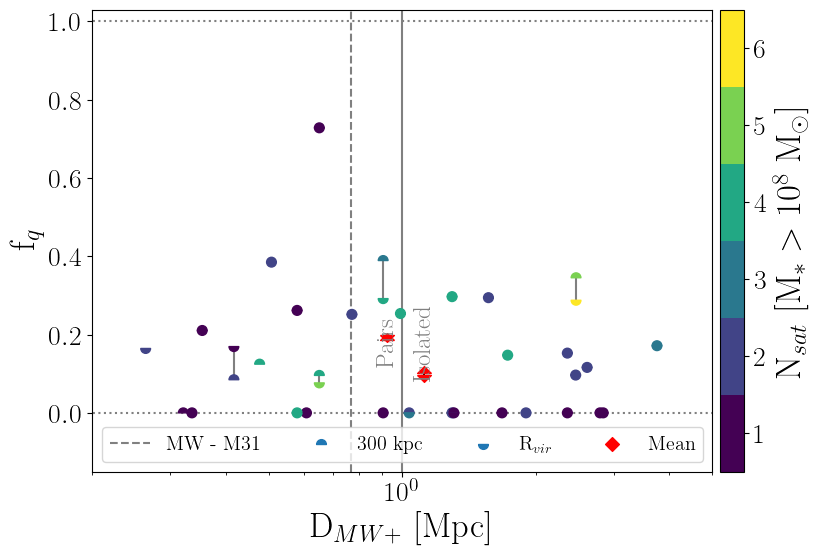 1.0
0.8
0.6
0.4
0.2
0.0
f_q
Pairs
Isolated
MW - M31
300 kpc
R_vir
Mean
10^0
D_MW+ [Mpc]
6
5
4
3
2
1
N_sat [M_* > 10^8 M_⊙]